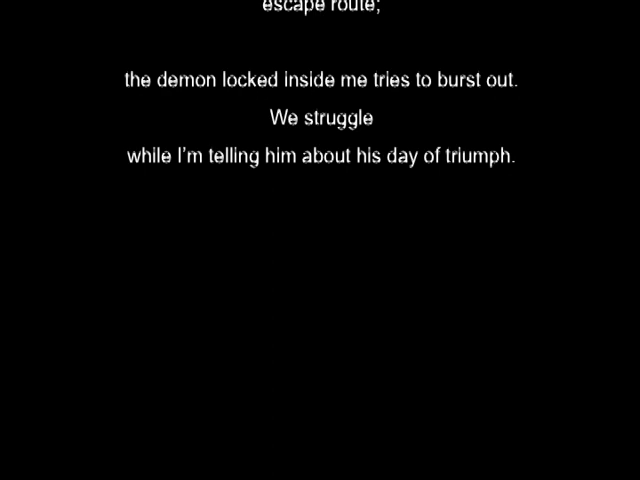 escape route;
the demon locked inside me tries to burst out.
We struggle
while I'm telling him about his day of triumph.